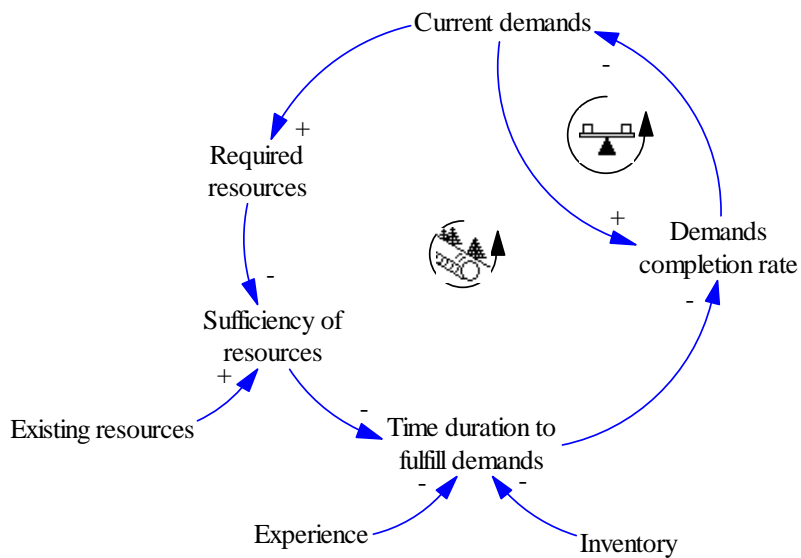 Current demands
-
+
Required
resources
+
Demands
completion rate
-
-
Sufficiency of
resources
+
-
Existing resources
Time duration to
fulfill demands
-
-
Experience
Inventory